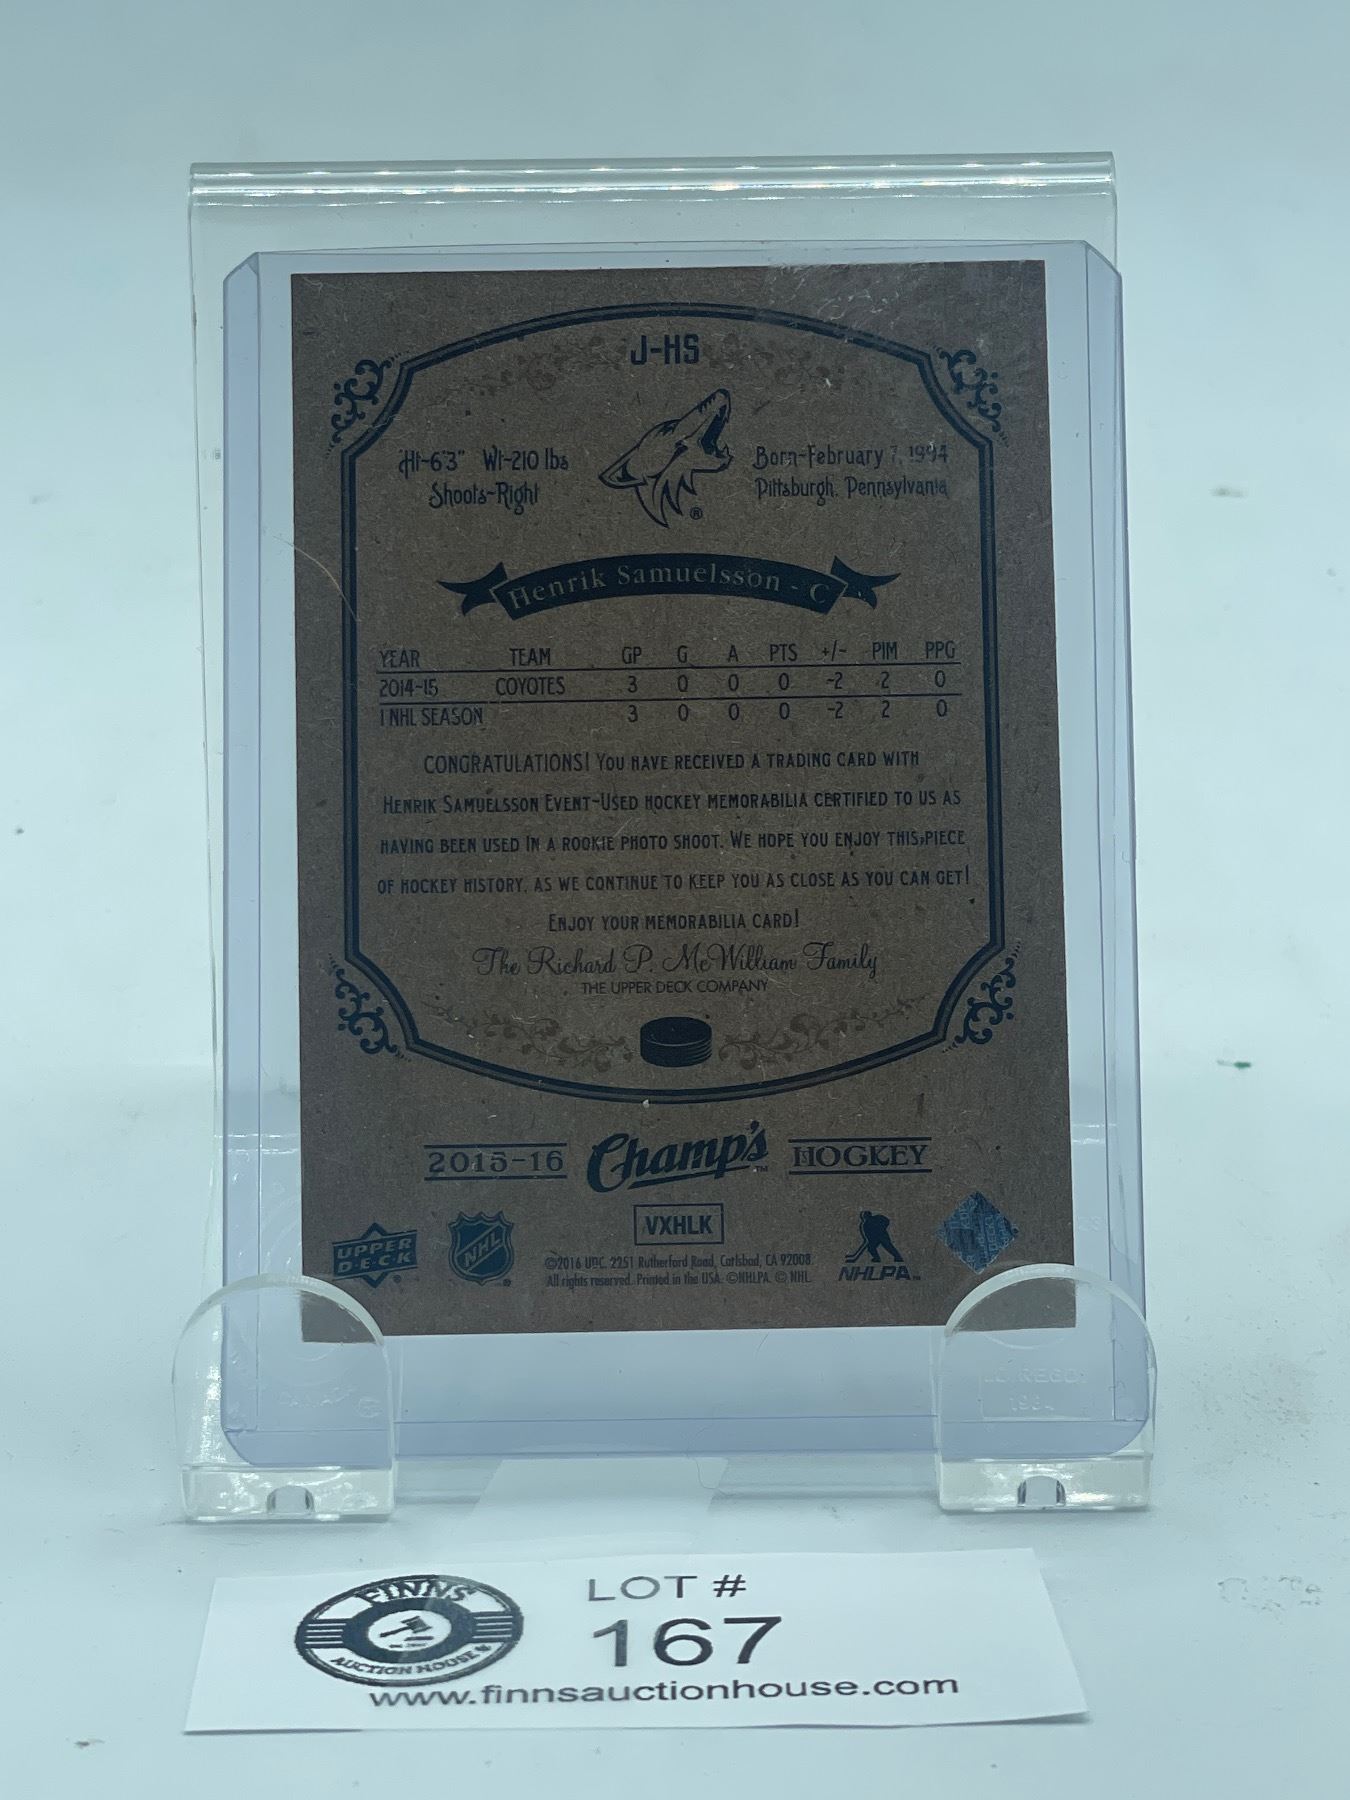 J-HS
Ht-6'3" Wt-210 lbs
Shoots-Right
®
Born-February 7, 1994
Pittsburgh, Pennsylvania
Henrik Samuelsson - C
YEAR TEAM GP G A PTS +/- PIM PPG
2014-15 COYOTES 3 0 0 0 -2 2 0
1 NHL SEASON 3 0 0 0 -2 2 0
CONGRATULATIONS! YOU HAVE RECEIVED A TRADING CARD WITH
HENRIK SAMUELSSON EVENT-USED HOCKEY MEMORABILIA CERTIFIED TO US AS
HAVING BEEN USED IN A ROOKIE PHOTO SHOOT. WE HOPE YOU ENJOY THIS PIECE
OF HOCKEY HISTORY, AS WE CONTINUE TO KEEP YOU AS CLOSE AS YOU CAN GET!
ENJOY YOUR MEMORABILIA CARD!
The Richard P. McWilliam Family
THE UPPER DECK COMPANY
2015-16 Champ's™ HOCKEY
VXHLK
UPPER DECK®
NHL®
©2016 UDC. 2251 Rutherford Road, Carlsbad, CA 92008.
All rights reserved. Printed in the USA. ©NHLPA. © NHL.
NHLPA™
CANADA
REGD
FINNS
AUCTION HOUSE
LOT #
167
www.finnsauctionhouse.com